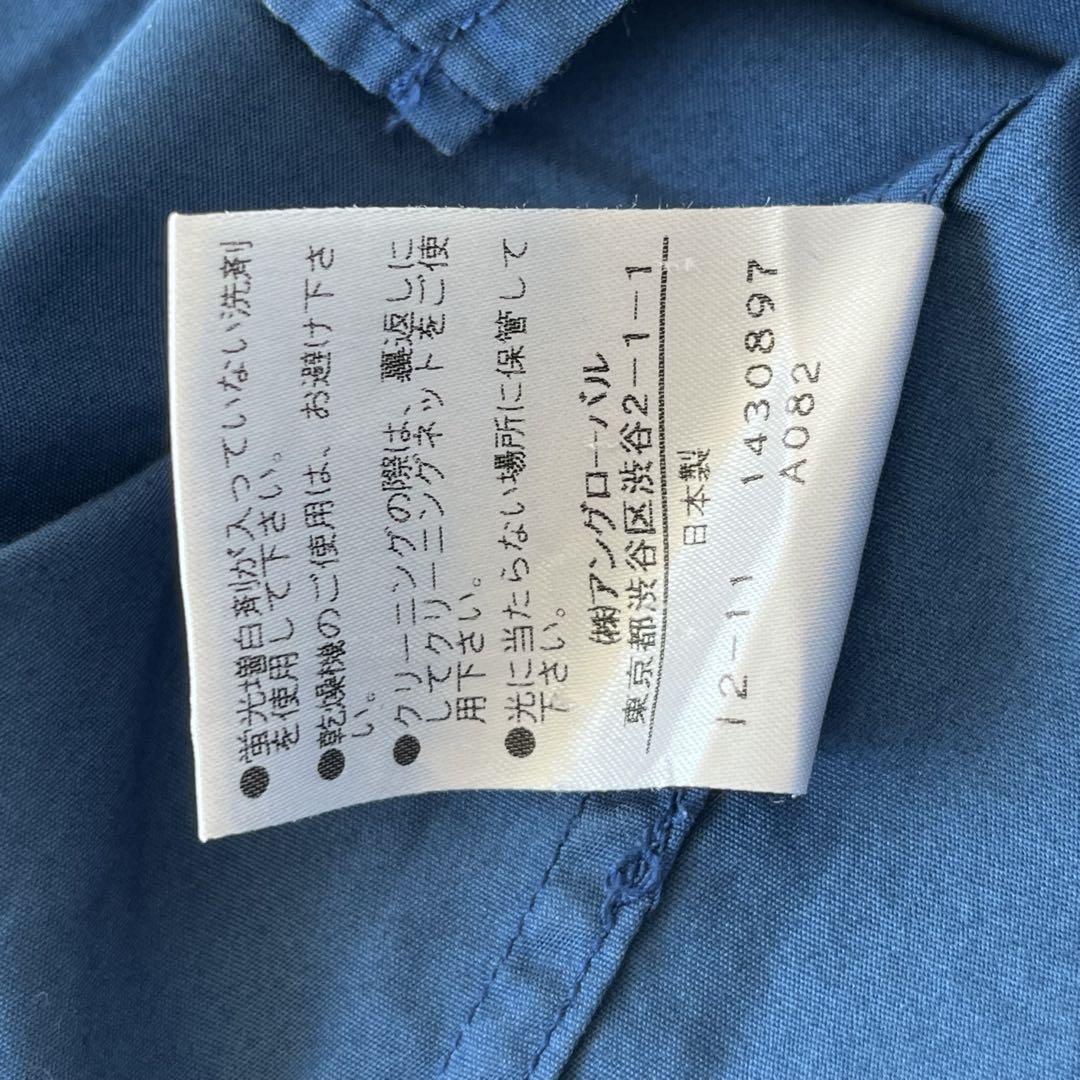 ●蛍光増白剤が入っていない洗剤
を使用して下さい。
●乾燥機のご使用は、お避け下さ
い。
●クリーニングの際は、裏返しに
してクリーニングネットをご使
用下さい。
●光に当たらない場所に保管して
下さい。
(株)アングローバル
東京都渋谷区渋谷2-1-1
日本製
12-11 1430897
A082